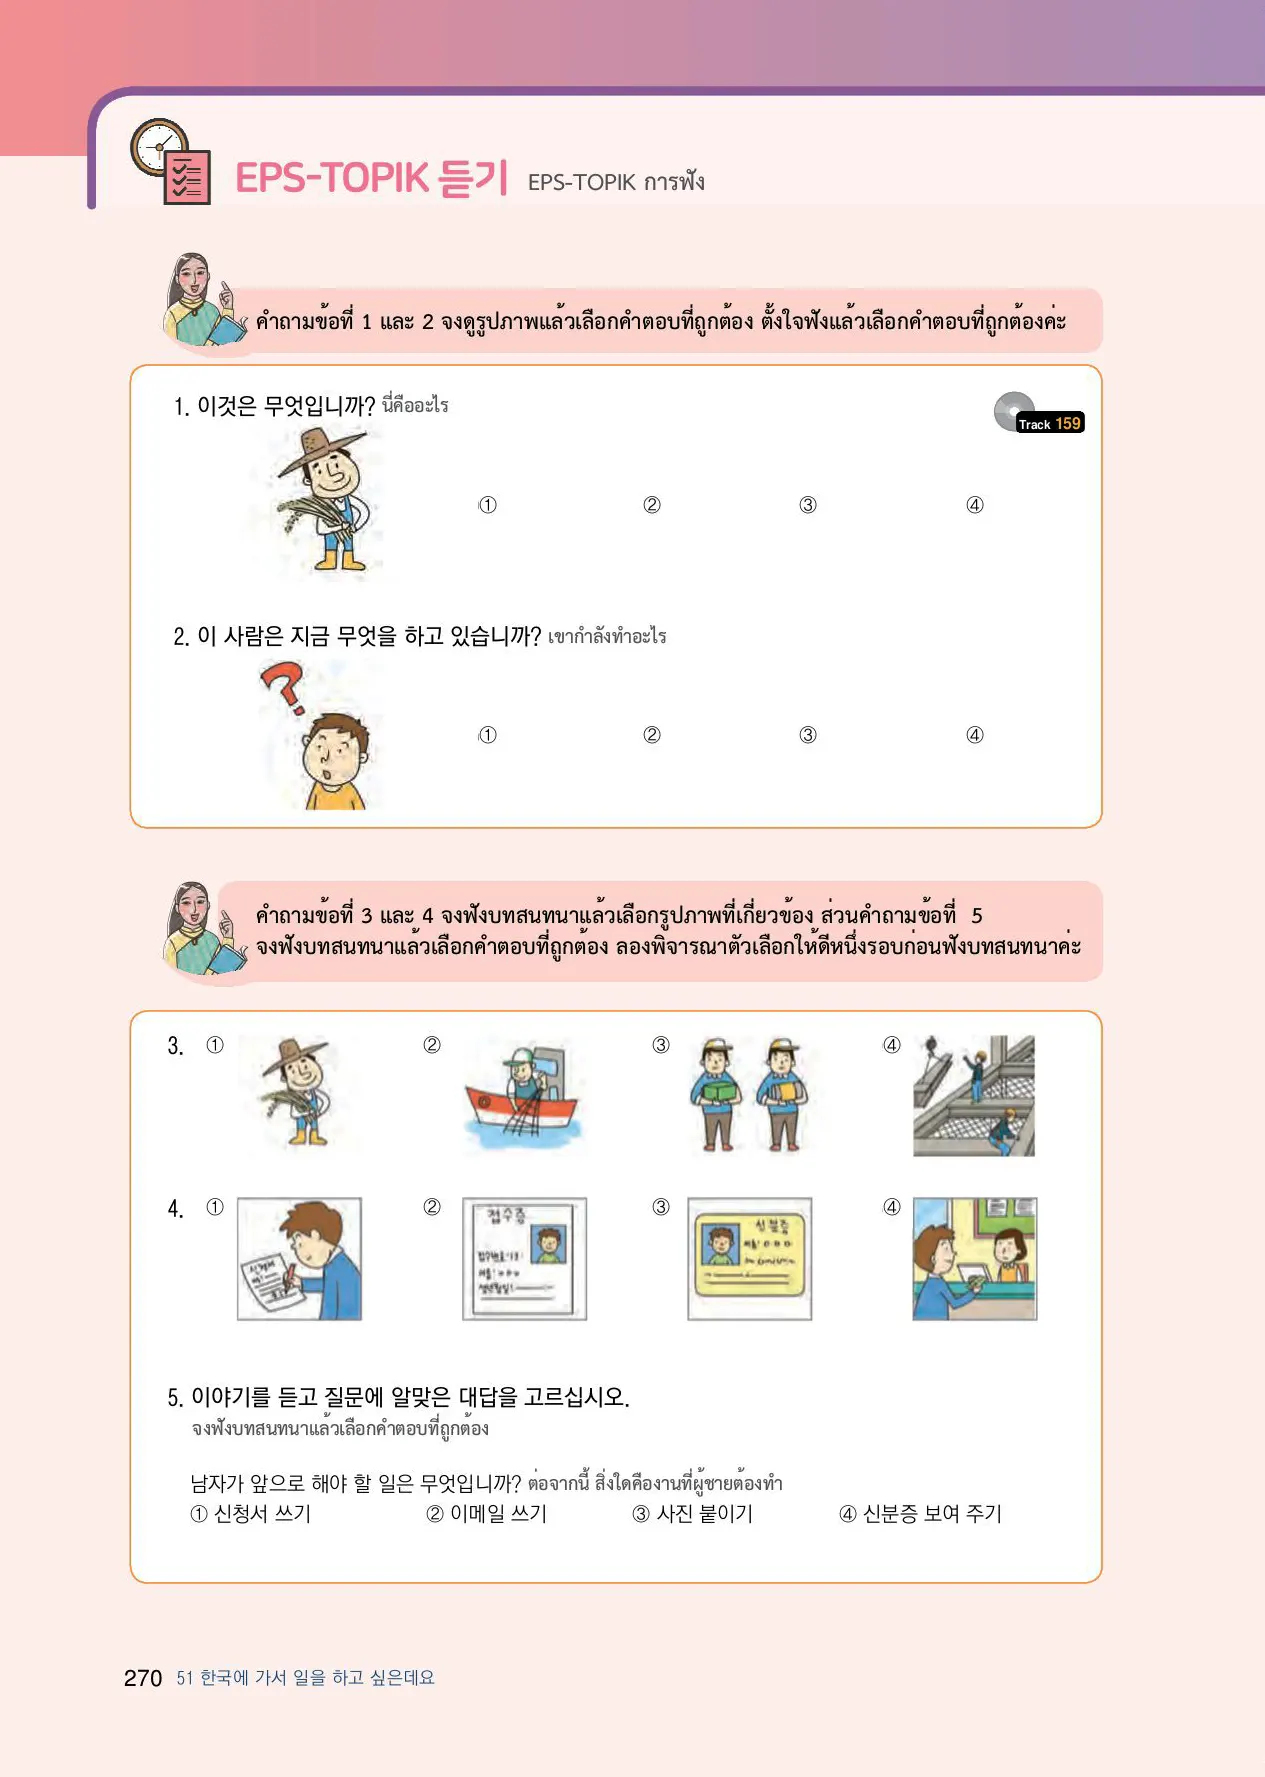 EPS-TOPIK 듣기 EPS-TOPIK การฟัง
คำถามข้อที่ 1 และ 2 จงดูรูปภาพแล้วเลือกคำตอบที่ถูกต้อง ตั้งใจฟังแล้วเลือกคำตอบที่ถูกต้องค่ะ
1. 이것은 무엇입니까? นี่คืออะไร
Track 159
① ② ③ ④
2. 이 사람은 지금 무엇을 하고 있습니까? เขากำลังทำอะไร
① ② ③ ④
คำถามข้อที่ 3 และ 4 จงฟังบทสนทนาแล้วเลือกรูปภาพที่เกี่ยวข้อง ส่วนคำถามข้อที่ 5
จงฟังบทสนทนาแล้วเลือกคำตอบที่ถูกต้อง ลองพิจารณาตัวเลือกให้ดีหนึ่งรอบก่อนฟังบทสนทนาค่ะ
3. ① ② ③ ④
4. ① ② ③ ④
접수증
신분증
5. 이야기를 듣고 질문에 알맞은 대답을 고르십시오.
จงฟังบทสนทนาแล้วเลือกคำตอบที่ถูกต้อง
남자가 앞으로 해야 할 일은 무엇입니까? ต่อจากนี้ สิ่งใดคืองานที่ผู้ชายต้องทำ
① 신청서 쓰기 ② 이메일 쓰기 ③ 사진 붙이기 ④ 신분증 보여 주기
270 51 한국에 가서 일을 하고 싶은데요